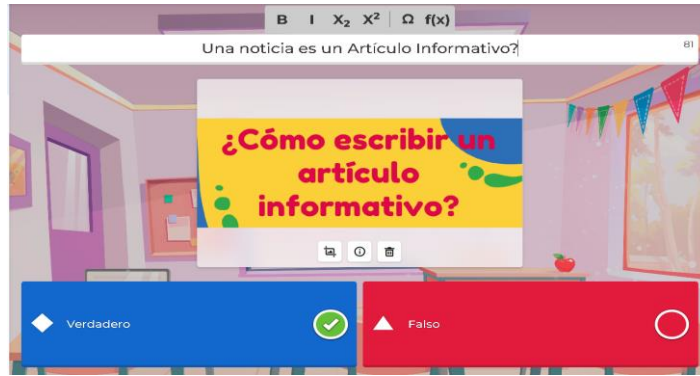 B I X₂ X² Ω f(x)
Una noticia es un Artículo Informativo?
81
¿Cómo escribir un
artículo
informativo?
Verdadero
Falso